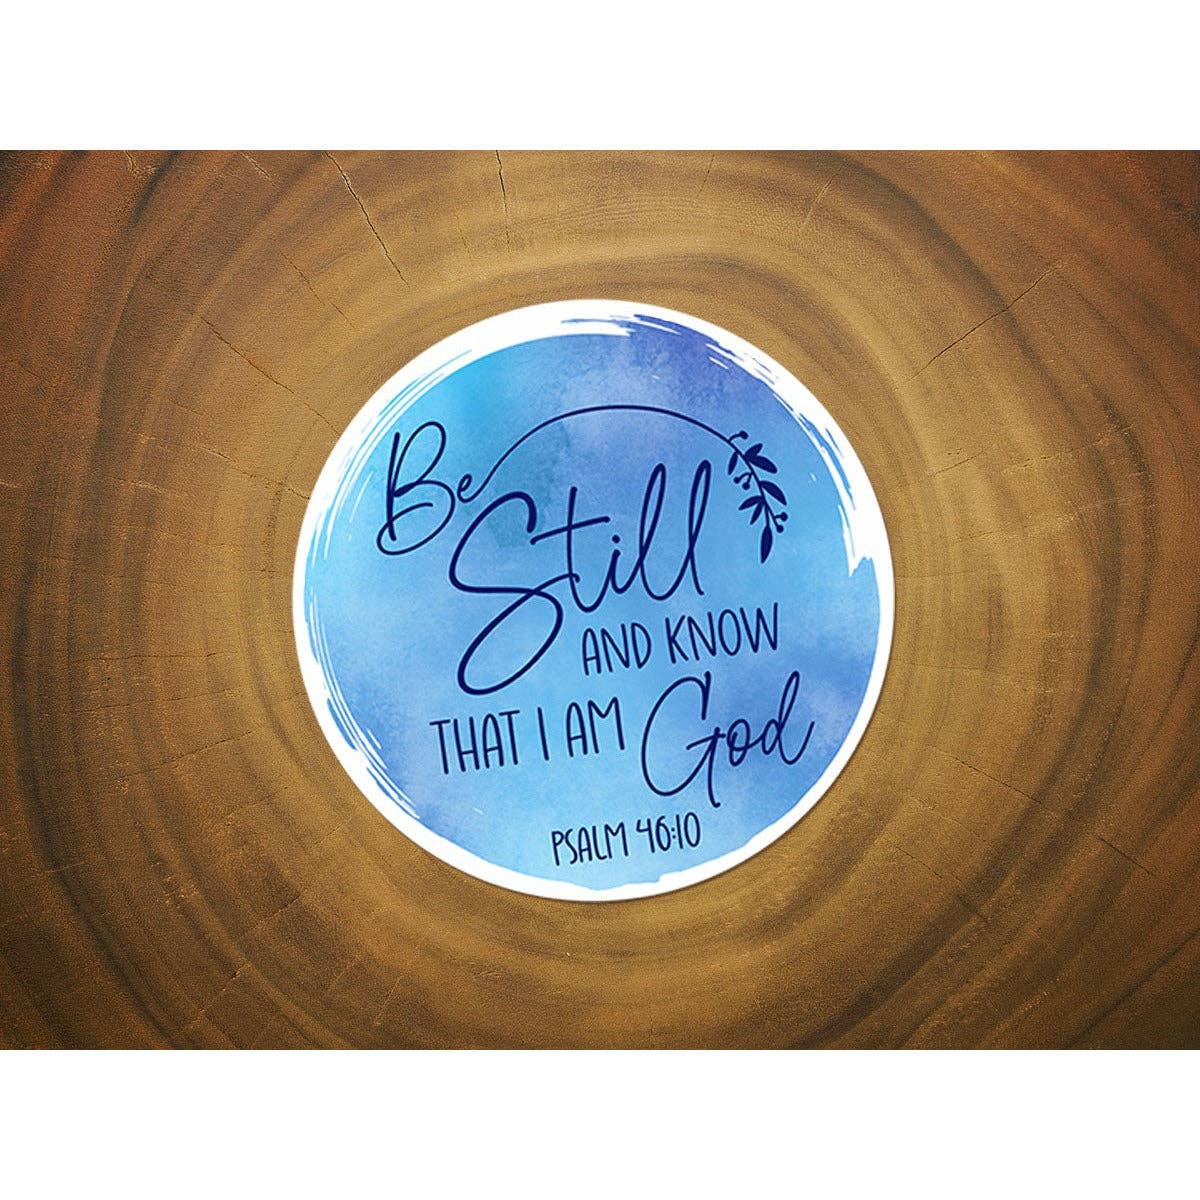 Be
Still
AND KNOW
THAT I AM God
PSALM 46:10